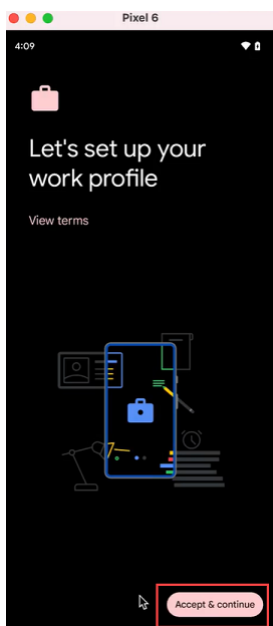 Pixel 6
4:09
Let's set up your
work profile
View terms
Accept & continue